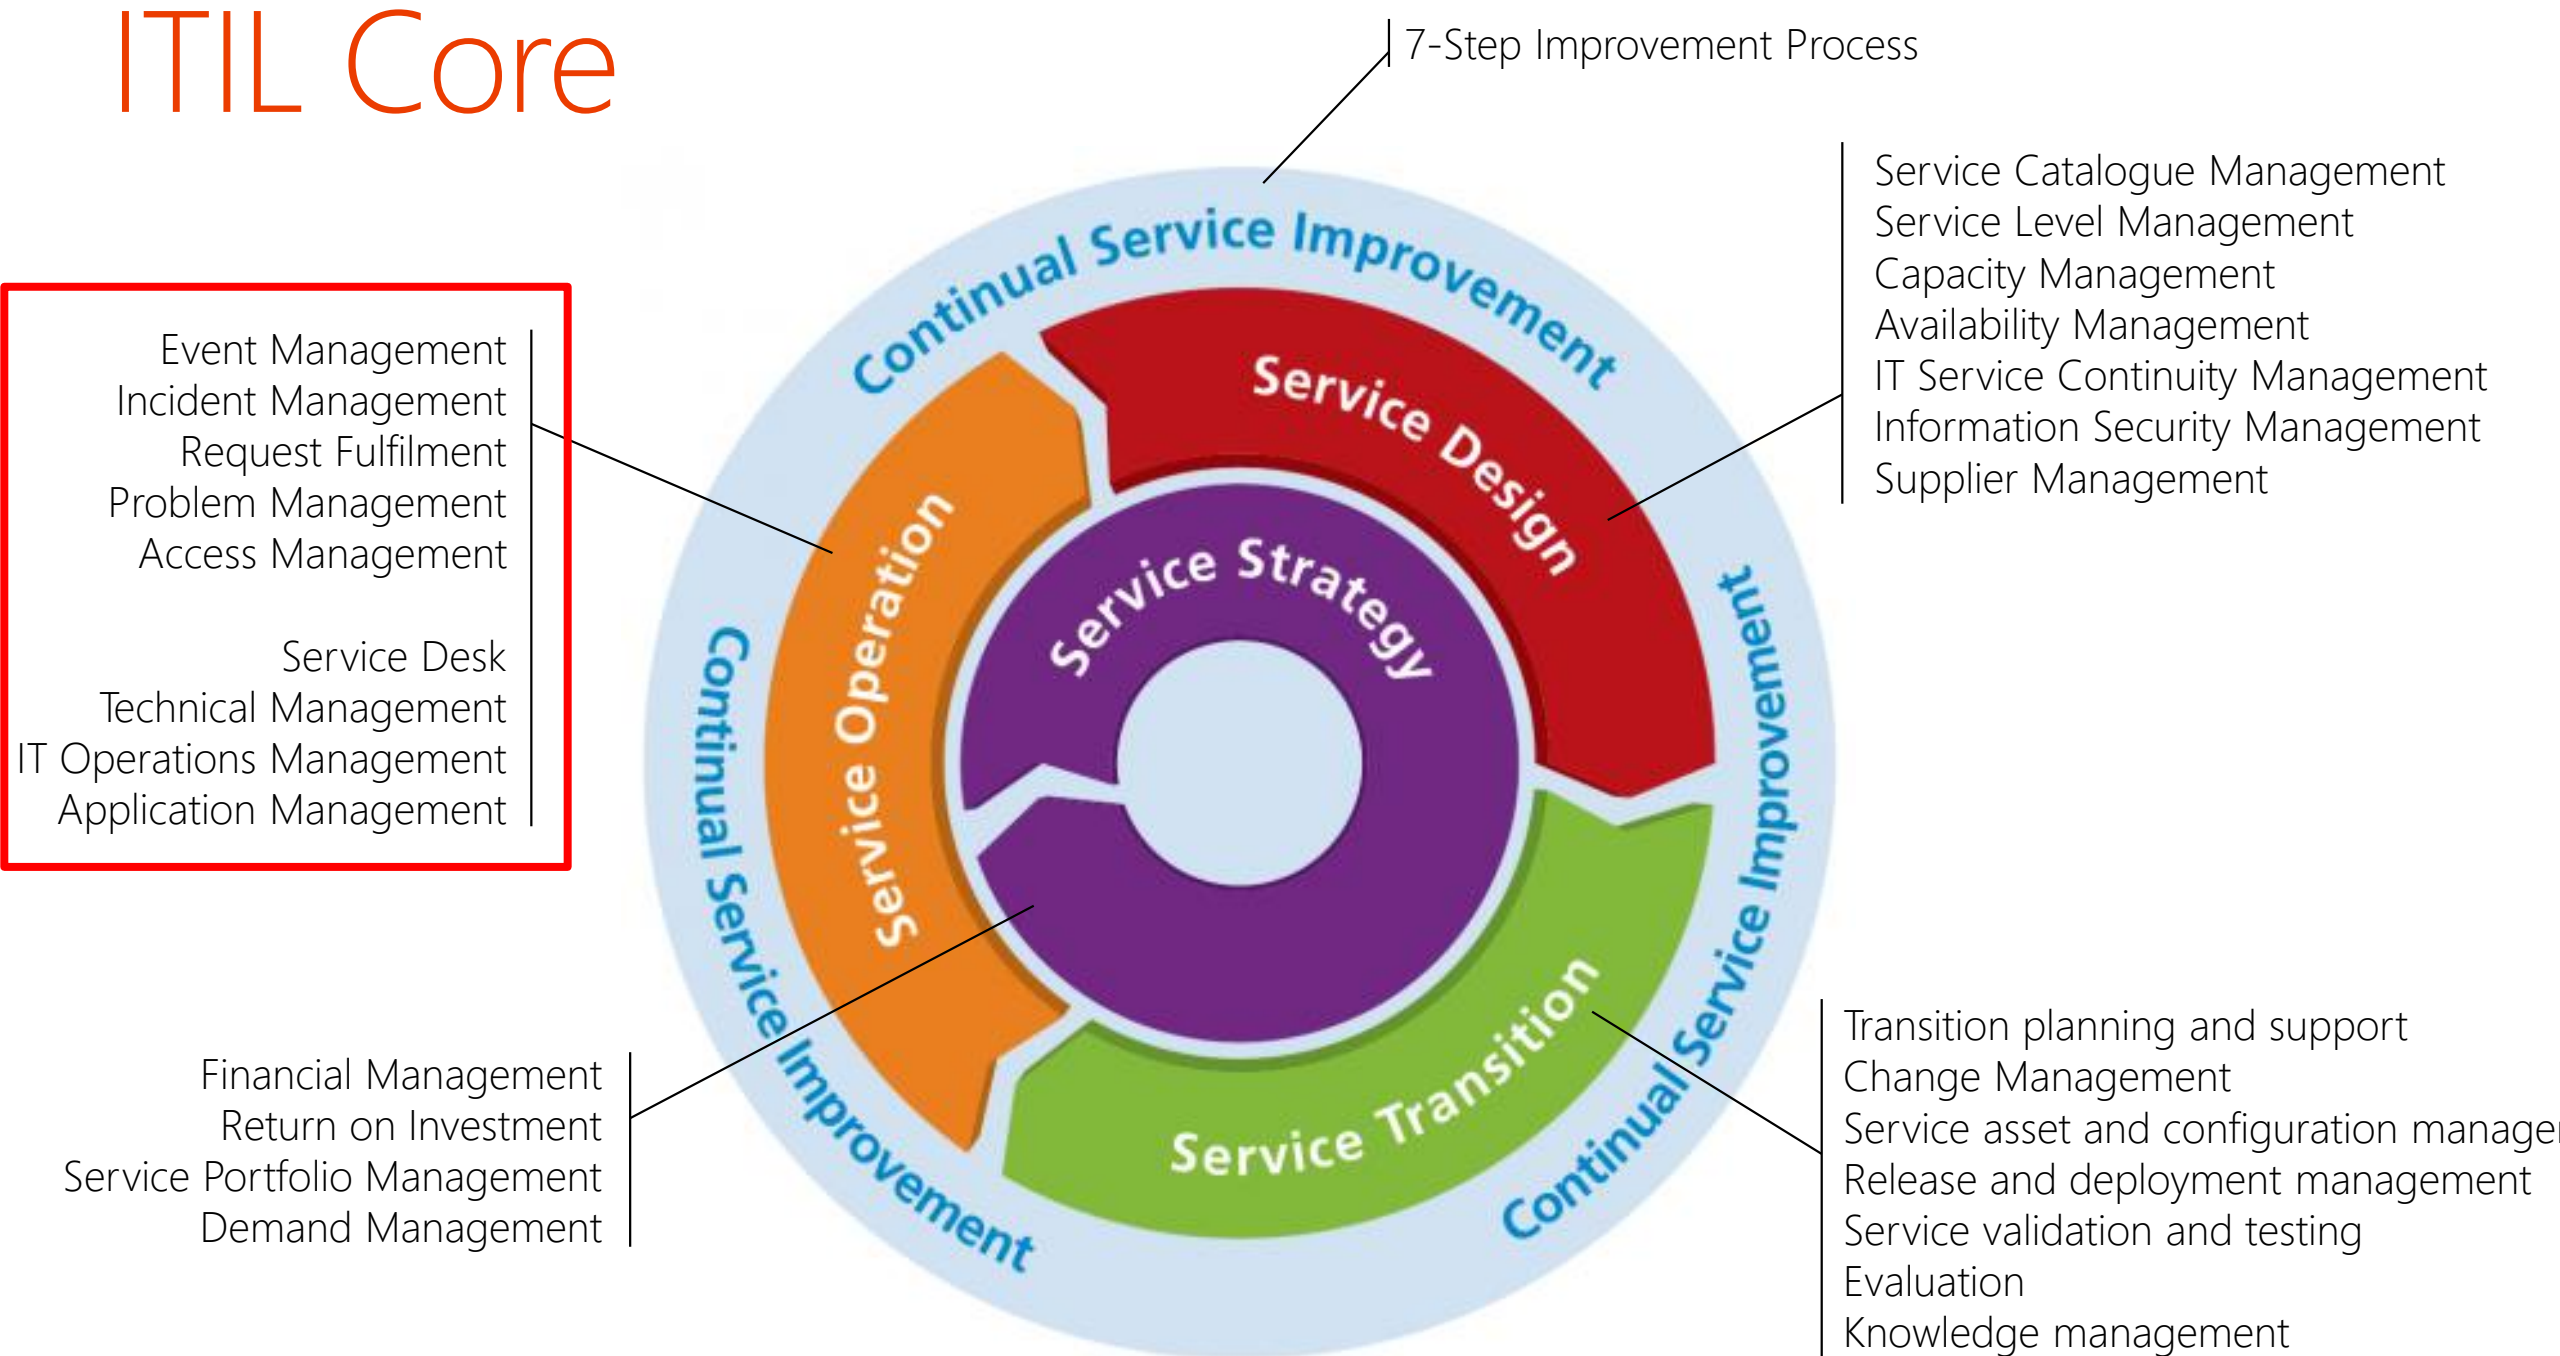 ITIL Core
7-Step Improvement Process
Service Catalogue Management
Service Level Management
Capacity Management
Availability Management
IT Service Continuity Management
Information Security Management
Supplier Management
Event Management
Incident Management
Request Fulfilment
Problem Management
Access Management
Service Desk
Technical Management
IT Operations Management
Application Management
Continual Service Improvement
Service Design
Service Strategy
Service Operation
Continual Service Improvement
Continual Service Improvement
Service Transition
Financial Management
Return on Investment
Service Portfolio Management
Demand Management
Transition planning and support
Change Management
Service asset and configuration
Release and deployment management
Service validation and testing
Evaluation
Knowledge management